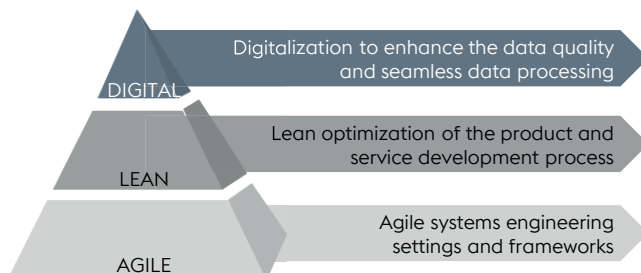 Digitalization to enhance the data quality
and seamless data processing
DIGITAL
Lean optimization of the product and
service development process
LEAN
Agile systems engineering
settings and frameworks
AGILE